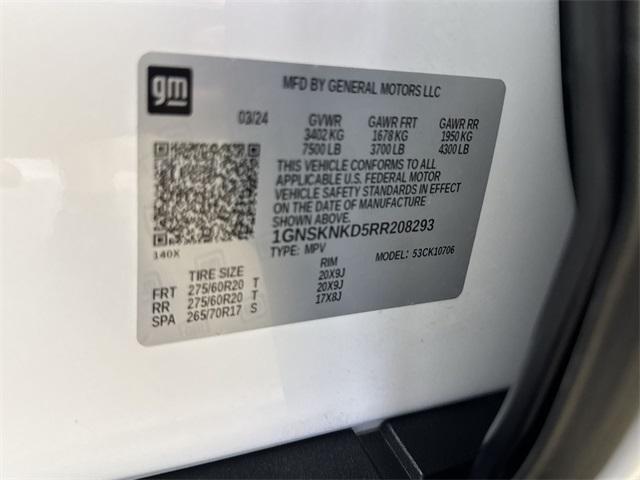 gm
MFD BY GENERAL MOTORS LLC
03/24 GVWR GAWR FRT GAWR RR
3402 KG 1678 KG 1950 KG
7500 LB 3700 LB 4300 LB
THIS VEHICLE CONFORMS TO ALL
APPLICABLE U.S. FEDERAL MOTOR
VEHICLE SAFETY STANDARDS IN EFFECT
ON THE DATE OF MANUFACTURE
SHOWN ABOVE.
1GNSKNKD5RR208293
140X TYPE: MPV MODEL: 53CK10706
TIRE SIZE RIM
FRT 275/60R20 T 20X9J
RR 275/60R20 T 20X9J
SPA 265/70R17 S 17X8J